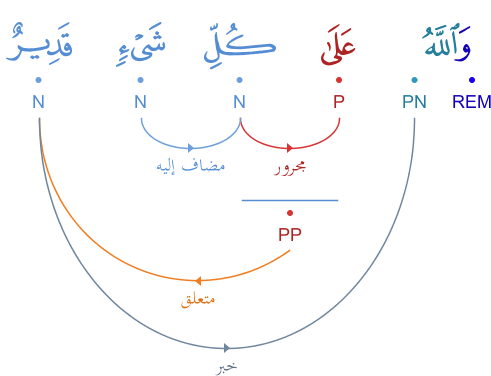 وَٱللَّهُ عَلَىٰ كُلِّ شَىْءٍ قَدِيرٌ
REM PN P N N N
مجرور مضاف إليه
PP
متعلق
خبر